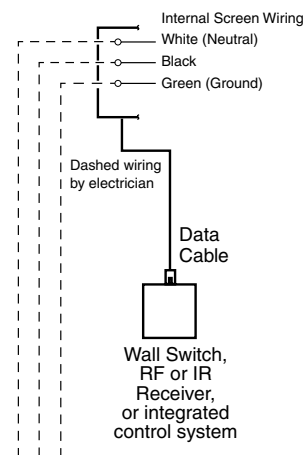 Internal Screen Wiring
White (Neutral)
Black
Green (Ground)
Dashed wiring
by electrician
Data
Cable
Wall Switch,
RF or IR
Receiver,
or integrated
control system